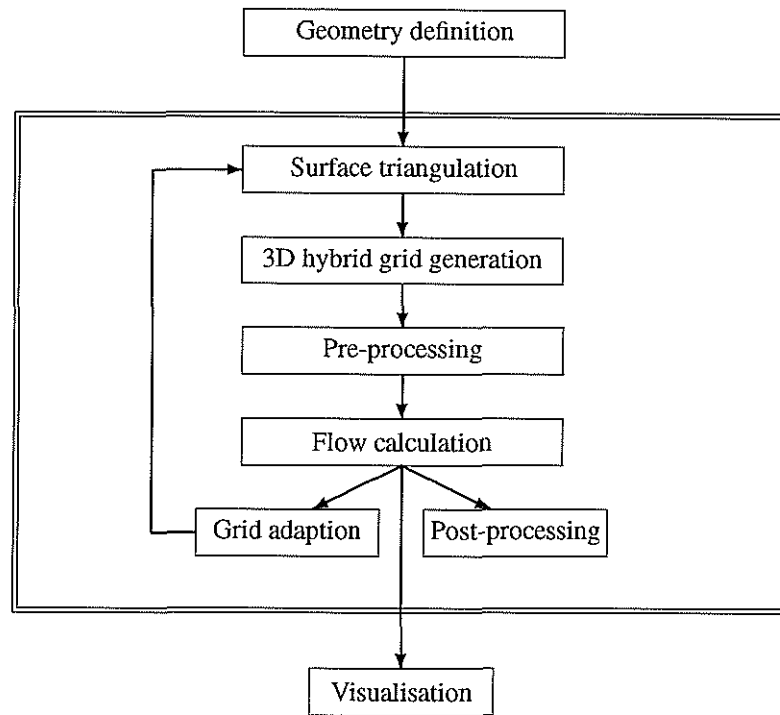 Geometry definition
Surface triangulation
3D hybrid grid generation
Pre-processing
Flow calculation
Grid adaption
Post-processing
Visualisation